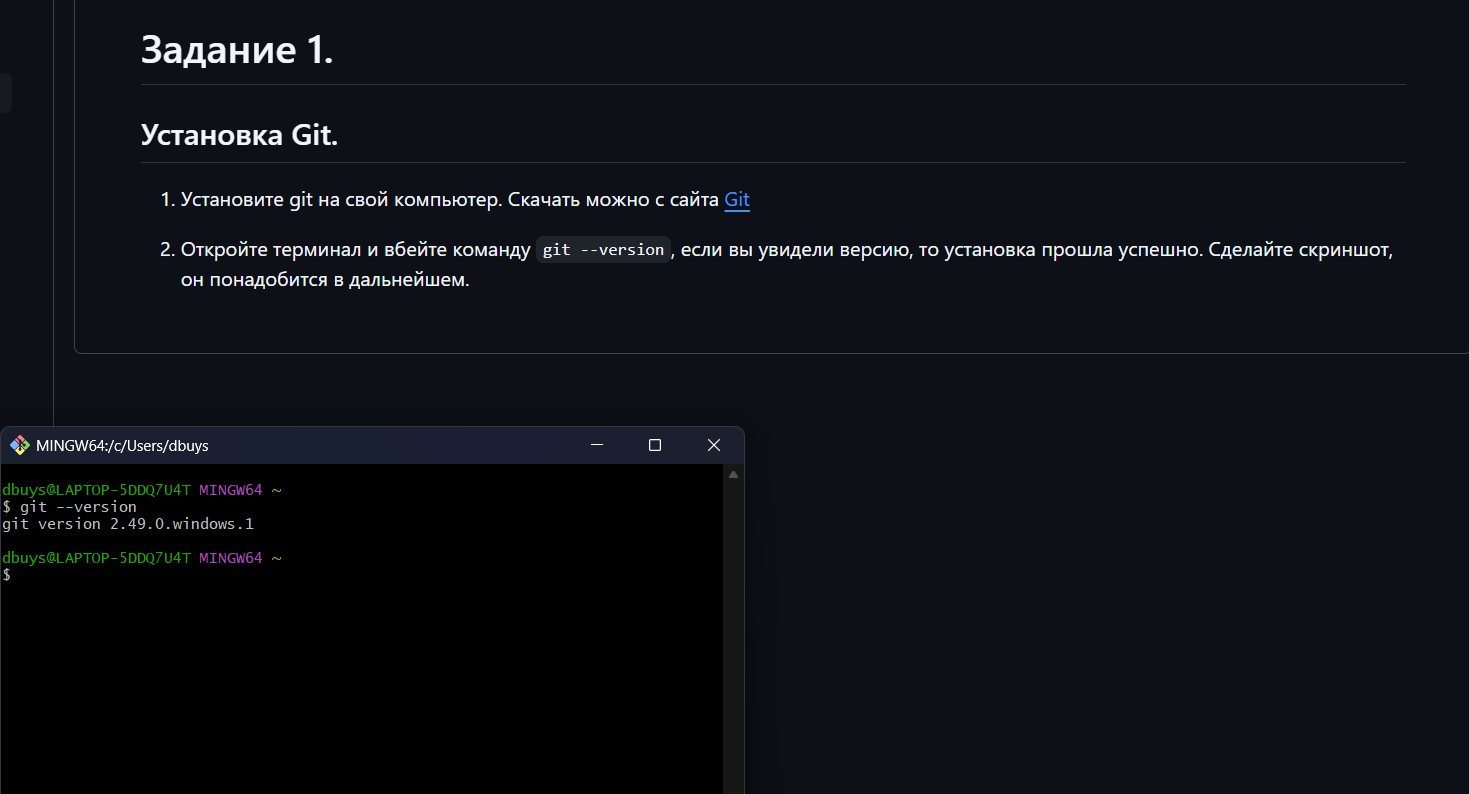 Задание 1.
Установка Git.
1. Установите git на свой компьютер. Скачать можно с сайта Git
2. Откройте терминал и вбейте команду git --version, если вы увидели версию, то установка прошла успешно. Сделайте скриншот,
он понадобится в дальнейшем.
MINGW64:/c/Users/dbuys
dbuys@LAPTOP-5DDQ7U4T MINGW64 ~
$ git --version
git version 2.49.0.windows.1
dbuys@LAPTOP-5DDQ7U4T MINGW64 ~
$